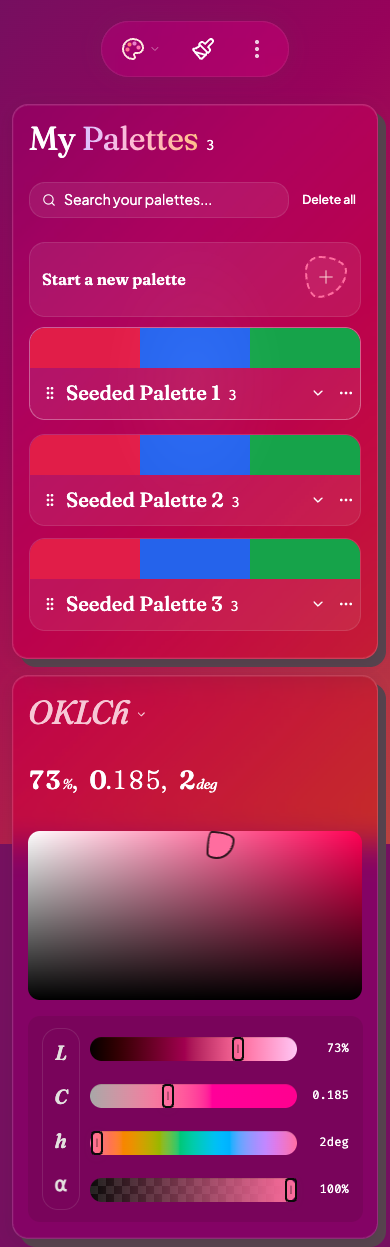 My Palettes 3
Search your palettes...
Delete all
Start a new palette
Seeded Palette 1 3
Seeded Palette 2 3
Seeded Palette 3 3
OKLCh
73%, 0.185, 2deg
L 73%
C 0.185
h 2deg
α 100%